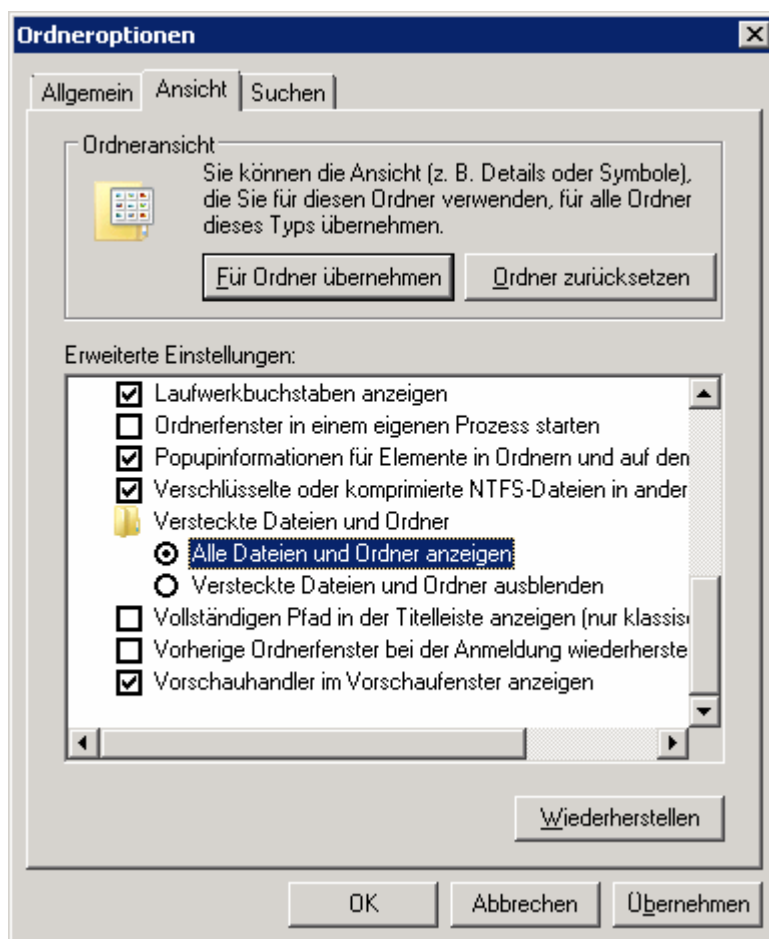 Ordneroptionen
Allgemein
Ansicht
Suchen
Ordneransicht
Sie können die Ansicht (z. B. Details oder Symbole),
die Sie für diesen Ordner verwenden, für alle Ordner
dieses Typs übernehmen.
Für Ordner übernehmen
Ordner zurücksetzen
Erweiterte Einstellungen:
Laufwerkbuchstaben anzeigen
Ordnerfenster in einem eigenen Prozess starten
Popupinformationen für Elemente in Ordnern und auf den
Verschlüsselte oder komprimierte NTFS-Dateien in ander
Versteckte Dateien und Ordner
Alle Dateien und Ordner anzeigen
Versteckte Dateien und Ordner ausblenden
Vollständigen Pfad in der Titelleiste anzeigen (nur klassis
Vorherige Ordnerfenster bei der Anmeldung wiederherste
Vorschauhandler im Vorschaufenster anzeigen
Wiederherstellen
OK
Abbrechen
Übernehmen